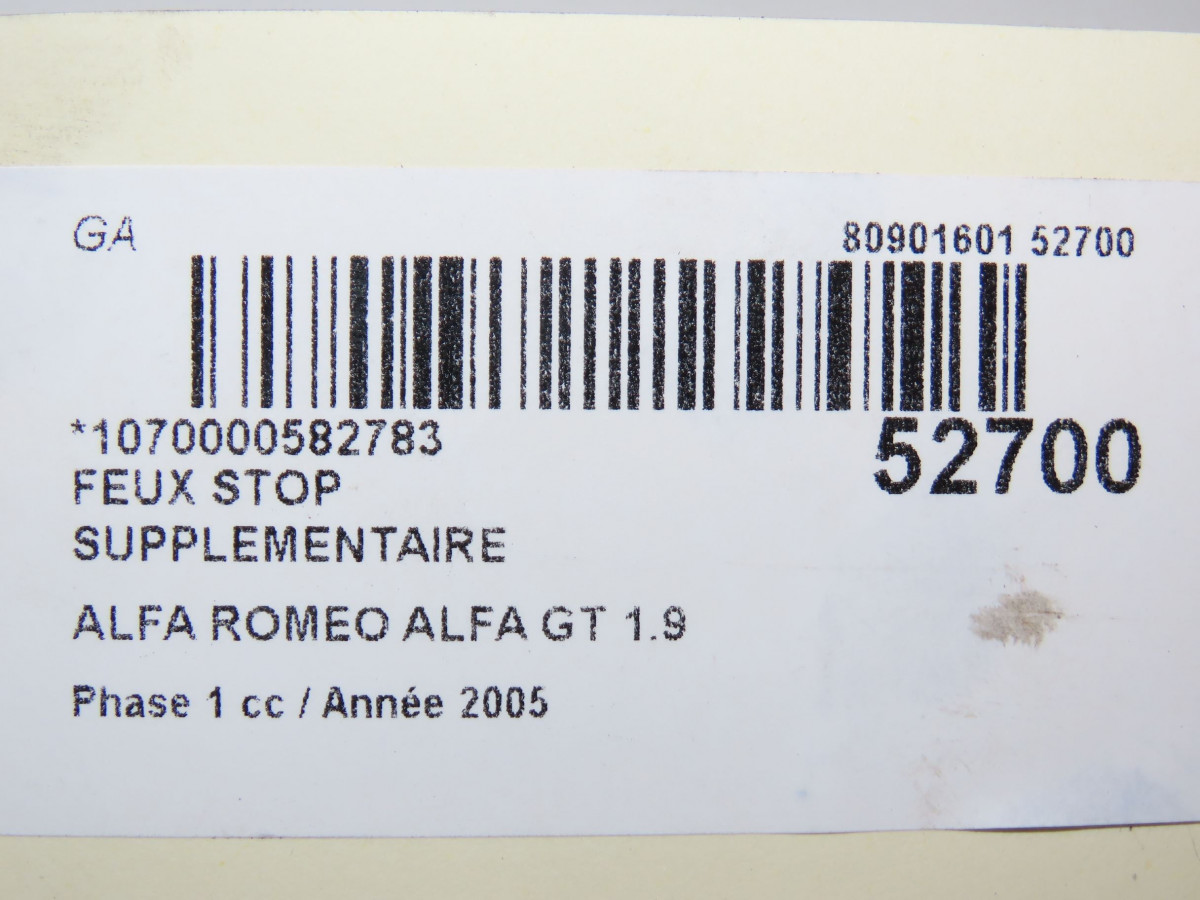 GA
80901601 52700
*1070000582783
52700
FEUX STOP
SUPPLEMENTAIRE
ALFA ROMEO ALFA GT 1.9
Phase 1 cc / Année 2005